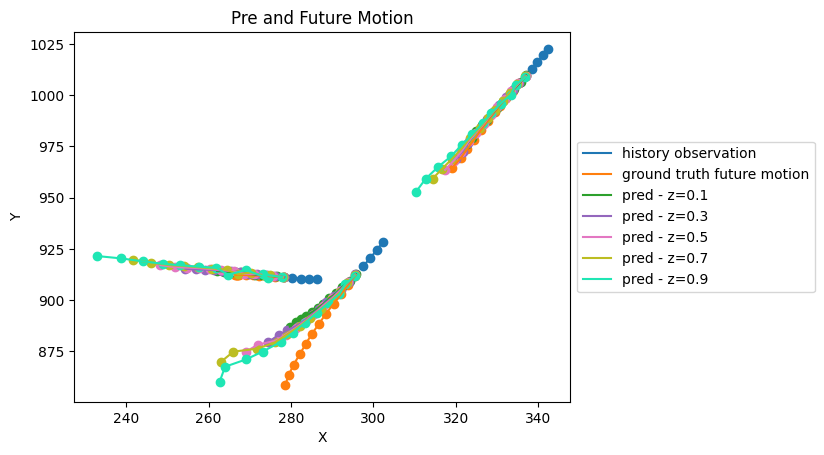 Pre and Future Motion
1025
1000
975
950
925
900
875
Y
240
260
280
300
320
340
X
history observation
ground truth future motion
pred - z=0.1
pred - z=0.3
pred - z=0.5
pred - z=0.7
pred - z=0.9